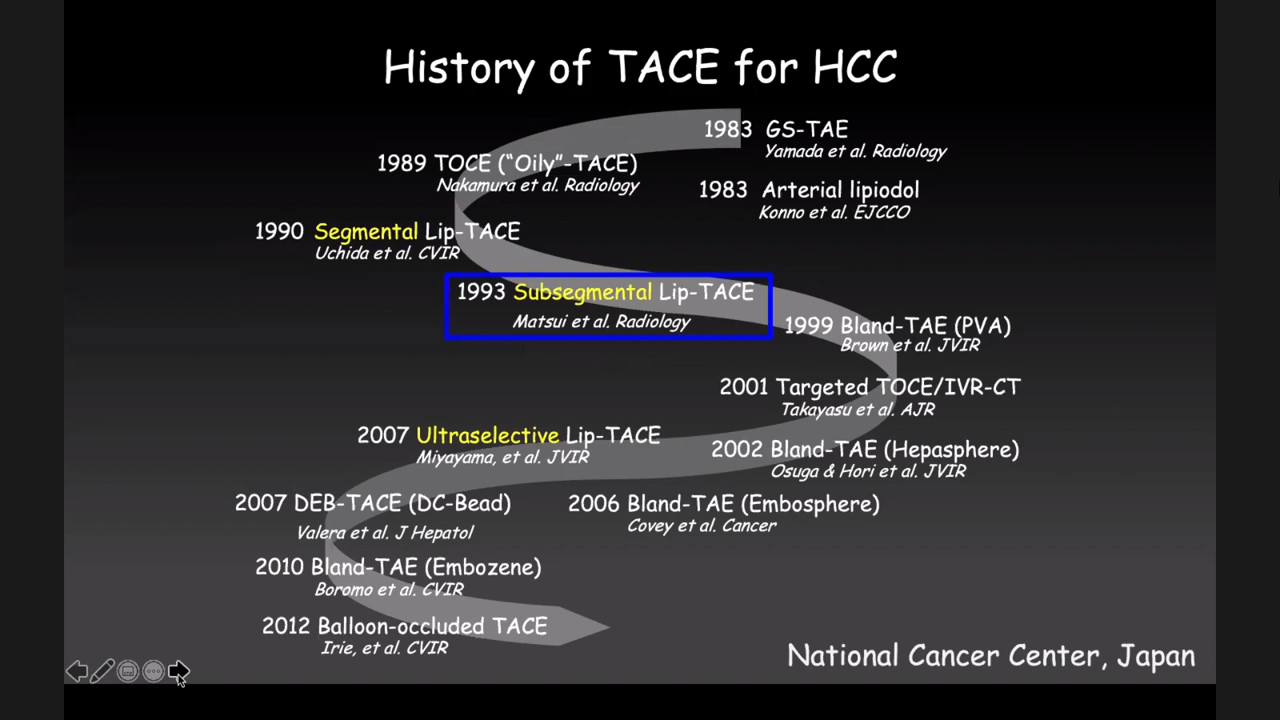 History of TACE for HCC
1983 GS-TAE
Yamada et al. Radiology
1989 TOCE ("Oily"-TACE)
Nakamura et al. Radiology
1983 Arterial lipiodol
Konno et al. EJCCO
1990 Segmental Lip-TACE
Uchida et al. CVIR
1993 Subsegmental Lip-TACE
Matsui et al. Radiology
1999 Bland-TAE (PVA)
Brown et al. JVIR
2001 Targeted TOCE/IVR-CT
Takayasu et al. AJR
2007 Ultraselective Lip-TACE
Miyayama, et al. JVIR
2002 Bland-TAE (Hepasphere)
Osuga & Hori et al. JVIR
2007 DEB-TACE (DC-Bead)
Valera et al. J Hepatol
2006 Bland-TAE (Embosphere)
Covey et al. Cancer
2010 Bland-TAE (Embozene)
Boromo et al. CVIR
2012 Balloon-occluded TACE
Irie, et al. CVIR
National Cancer Center, Japan